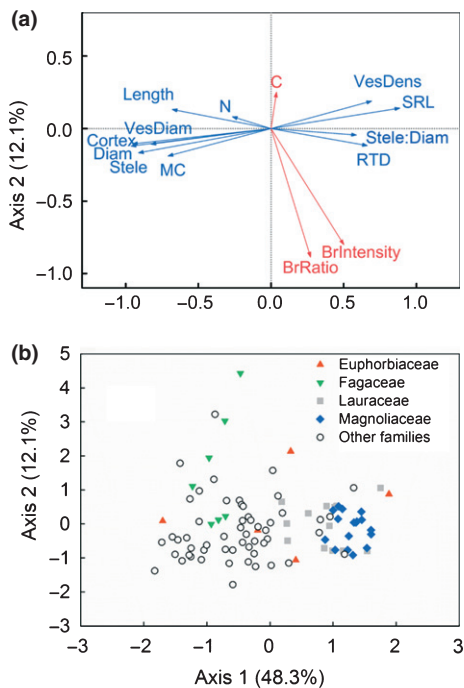 (a)
0.5
0.0
−0.5
−1.0
Axis 2 (12.1%)
C
VesDens
Length
N
SRL
VesDiam
Cortex
Stele:Diam
Diam
RTD
Stele
MC
BrIntensity
BrRatio
−1.0 −0.5 0.0 0.5 1.0
(b)
5
4
3
2
1
0
−1
−2
−3
Axis 2 (12.1%)
Euphorbiaceae
Fagaceae
Lauraceae
Magnoliaceae
Other families
−3 −2 −1 0 1 2 3
Axis 1 (48.3%)